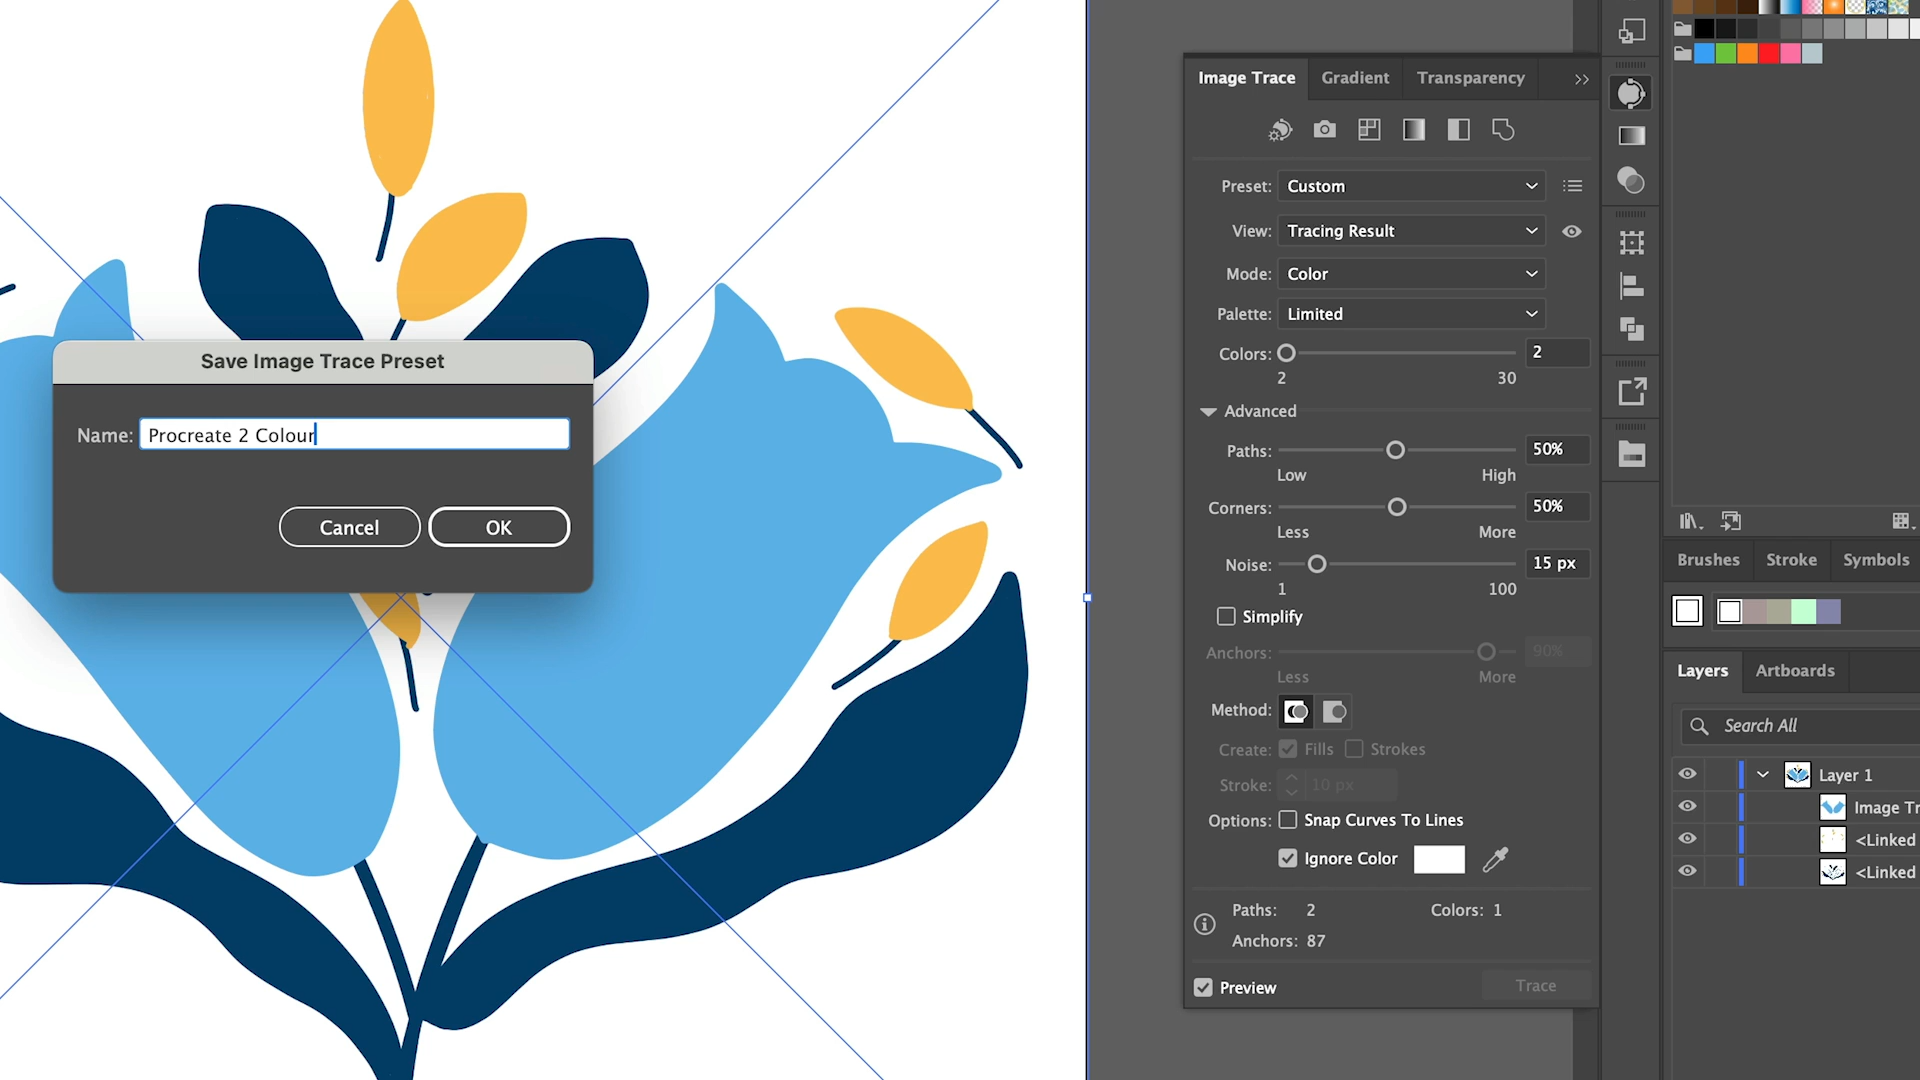 Save Image Trace Preset
Name: Procreate 2 Colour
Cancel OK
Image Trace Gradient Transparency
Preset: Custom
View: Tracing Result
Mode: Color
Palette: Limited
Colors: 2
2 30
Advanced
Paths: 50%
Low High
Corners: 50%
Less More
Noise: 15 px
1 100
Simplify
Anchors: 90%
Less More
Method:
Create: Fills Strokes
Stroke: 10 px
Options: Snap Curves To Lines
Ignore Color
Paths: 2 Colors: 1
Anchors: 87
Preview Trace
Brushes Stroke Symbols
Layers Artboards
Search All
Layer 1
Image Tr
<Linked
<Linked